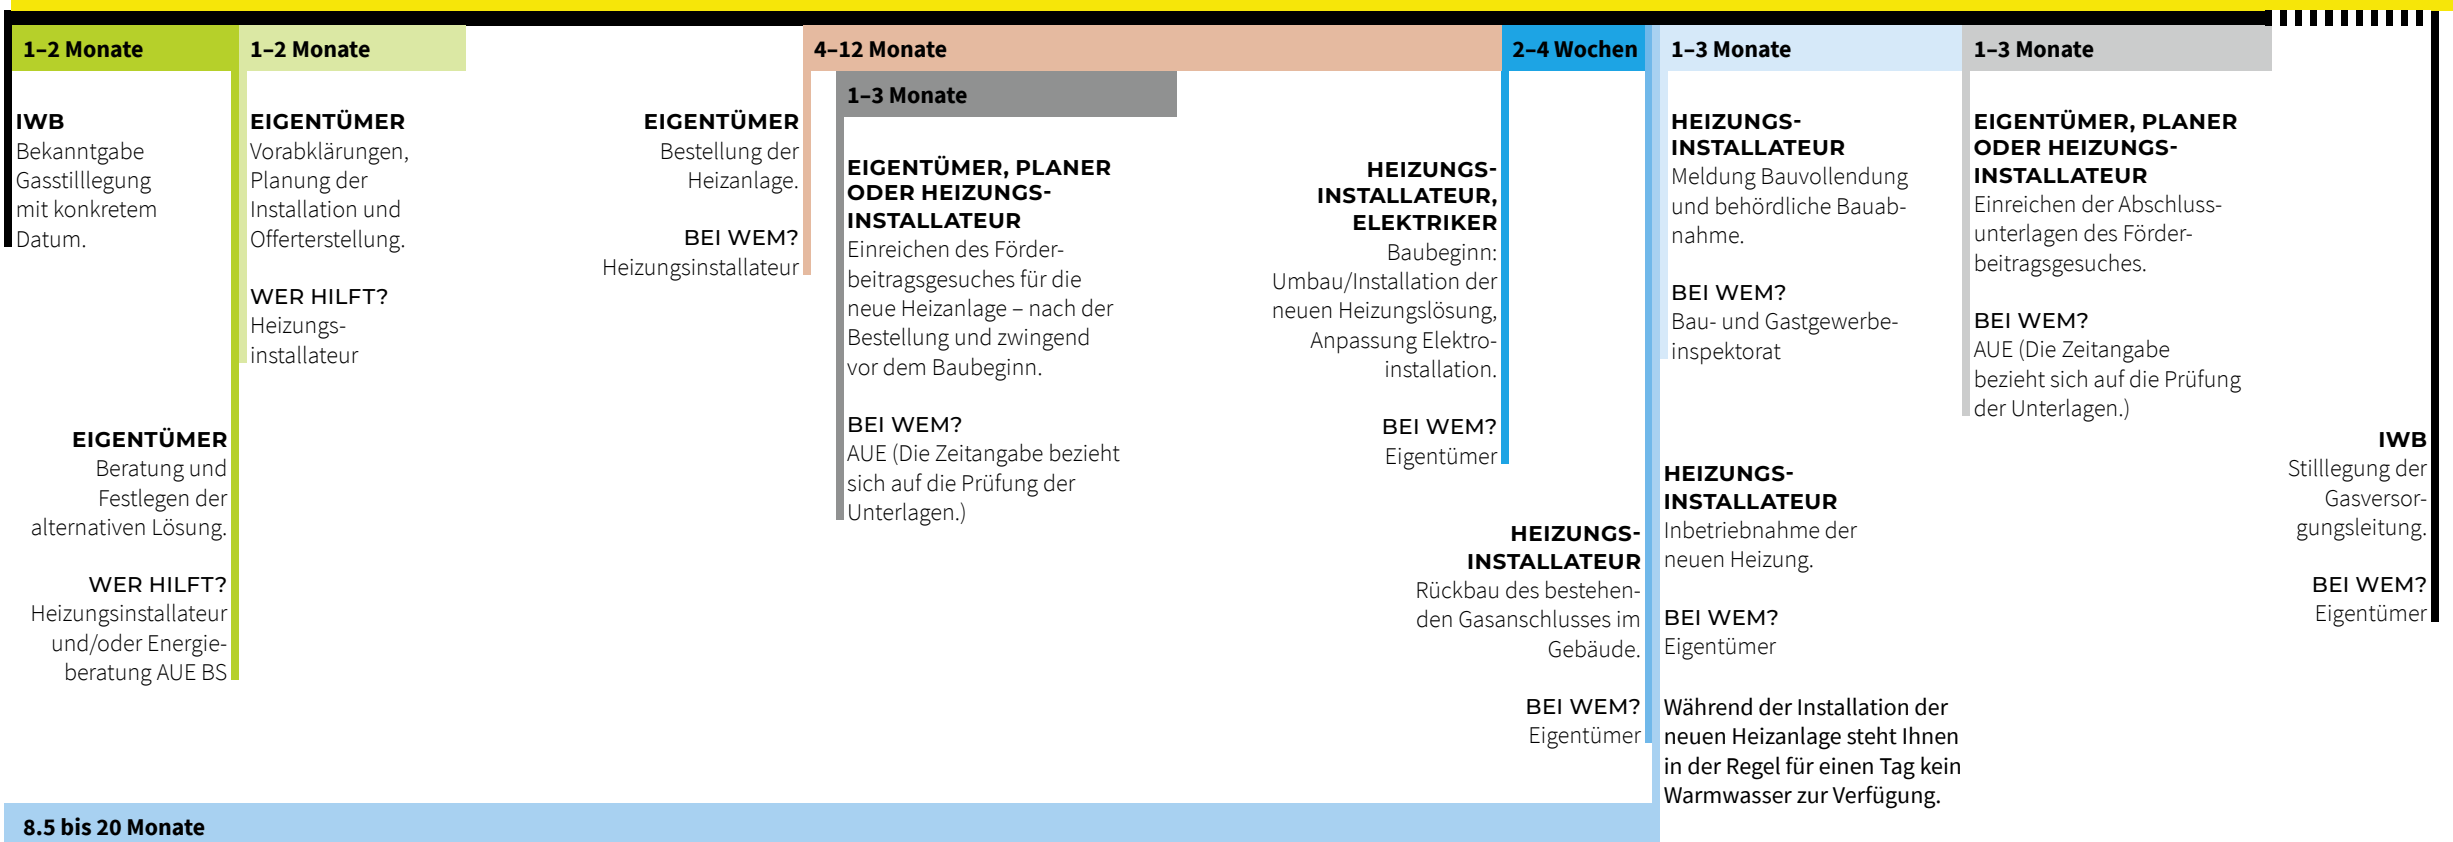 1–2 Monate
IWB
Bekanntgabe
Gasstilllegung
mit konkretem
Datum.
EIGENTÜMER
Beratung und
Festlegen der
alternativen Lösung.
WER HILFT?
Heizungsinstallateur
und/oder Energie-
beratung AUE BS
1–2 Monate
EIGENTÜMER
Vorabklärungen,
Planung der
Installation und
Offerterstellung.
WER HILFT?
Heizungs-
installateur
EIGENTÜMER
Bestellung der
Heizanlage.
BEI WEM?
Heizungsinstallateur
4–12 Monate
1–3 Monate
EIGENTÜMER, PLANER
ODER HEIZUNGS-
INSTALLATEUR
Einreichen des Förder-
beitragsgesuches für die
neue Heizanlage – nach der
Bestellung und zwingend
vor dem Baubeginn.
BEI WEM?
AUE (Die Zeitangabe bezieht
sich auf die Prüfung der
Unterlagen.)
HEIZUNGS-
INSTALLATEUR,
ELEKTRIKER
Baubeginn:
Umbau/Installation der
neuen Heizungslösung,
Anpassung Elektro-
installation.
BEI WEM?
Eigentümer
2–4 Wochen
HEIZUNGS-
INSTALLATEUR
Rückbau des bestehen-
den Gasanschlusses im
Gebäude.
BEI WEM?
Eigentümer
1–3 Monate
HEIZUNGS-
INSTALLATEUR
Meldung Bauvollendung
und behördliche Bauab-
nahme.
BEI WEM?
Bau- und Gastgewerbe-
inspektorat
HEIZUNGS-
INSTALLATEUR
Inbetriebnahme der
neuen Heizung.
BEI WEM?
Eigentümer
Während der Installation der
neuen Heizanlage steht Ihnen
in der Regel für einen Tag kein
Warmwasser zur Verfügung.
1–3 Monate
EIGENTÜMER, PLANER
ODER HEIZUNGS-
INSTALLATEUR
Einreichen der Abschluss-
unterlagen des Förder-
beitragsgesuches.
BEI WEM?
AUE (Die Zeitangabe
bezieht sich auf die Prüfung
der Unterlagen.)
IWB
Stilllegung der
Gasversor-
gungsleitung.
BEI WEM?
Eigentümer
8.5 bis 20 Monate